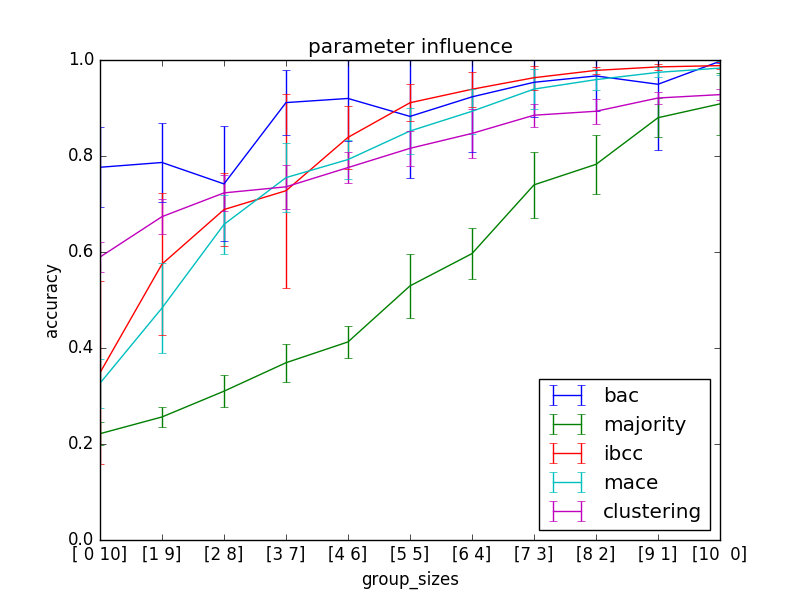 parameter influence
1.0
0.8
0.6
0.4
0.2
0.0
accuracy
[ 0 10]
[1 9]
[2 8]
[3 7]
[4 6]
[5 5]
[6 4]
[7 3]
[8 2]
[9 1]
[10  0]
group_sizes
bac
majority
ibcc
mace
clustering